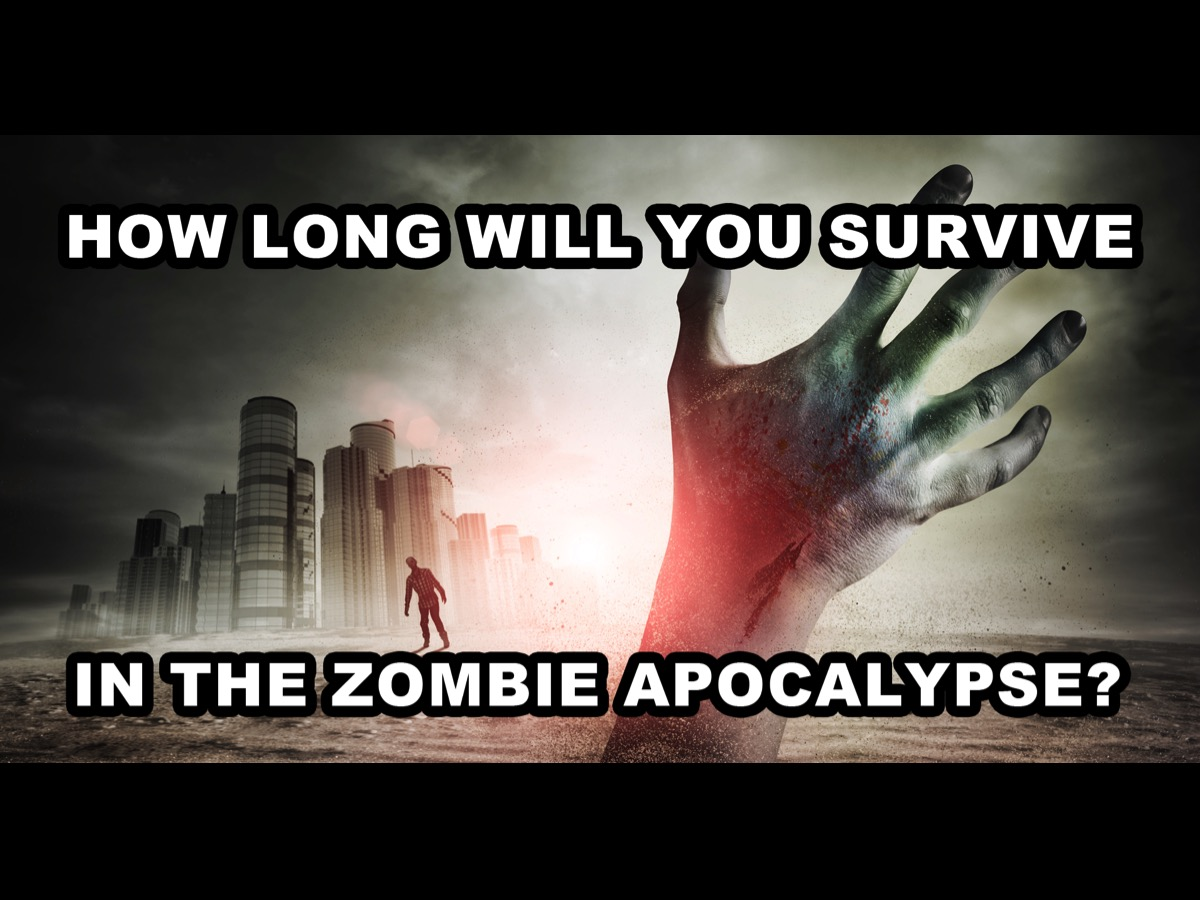 HOW LONG WILL YOU SURVIVE
IN THE ZOMBIE APOCALYPSE?